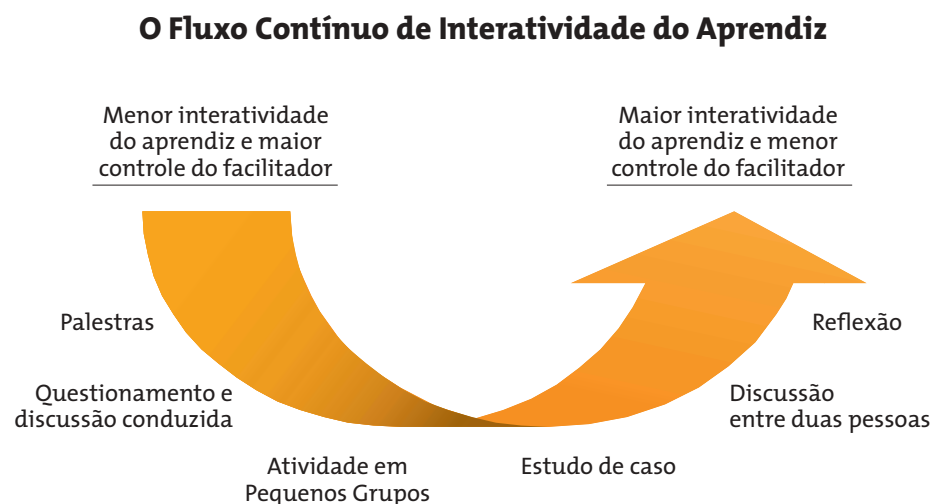 O Fluxo Contínuo de Interatividade do Aprendiz
Menor interatividade
do aprendiz e maior
controle do facilitador
Maior interatividade
do aprendiz e menor
controle do facilitador
Palestras
Questionamento e
discussão conduzida
Atividade em
Pequenos Grupos
Estudo de caso
Discussão
entre duas pessoas
Reflexão